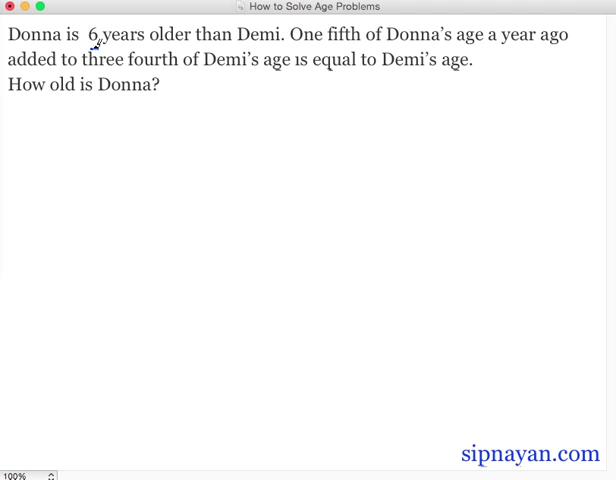 How to Solve Age Problems
Donna is 6 years older than Demi. One fifth of Donna's age a year ago
added to three fourth of Demi's age is equal to Demi's age.
How old is Donna?
sipnayan.com
100%